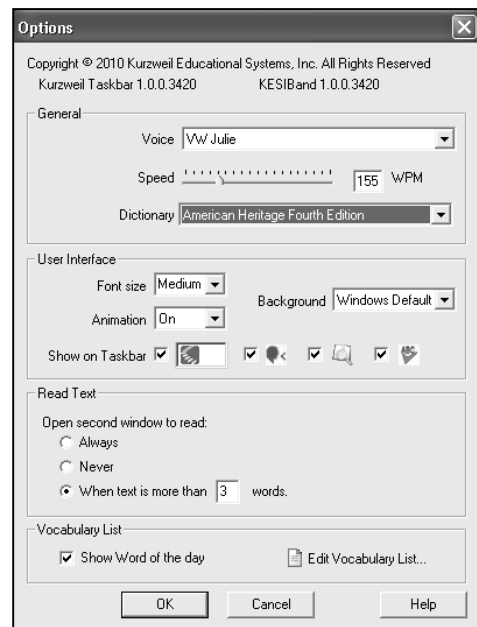 Options
Copyright © 2010 Kurzweil Educational Systems, Inc. All Rights Reserved
Kurzweil Taskbar 1.0.0.3420 KESIBand 1.0.0.3420
General
Voice VW Julie
Speed 155 WPM
Dictionary American Heritage Fourth Edition
User Interface
Font size Medium
Background Windows Default
Animation On
Show on Taskbar
Read Text
Open second window to read:
Always
Never
When text is more than 3 words.
Vocabulary List
Show Word of the day Edit Vocabulary List...
OK Cancel Help